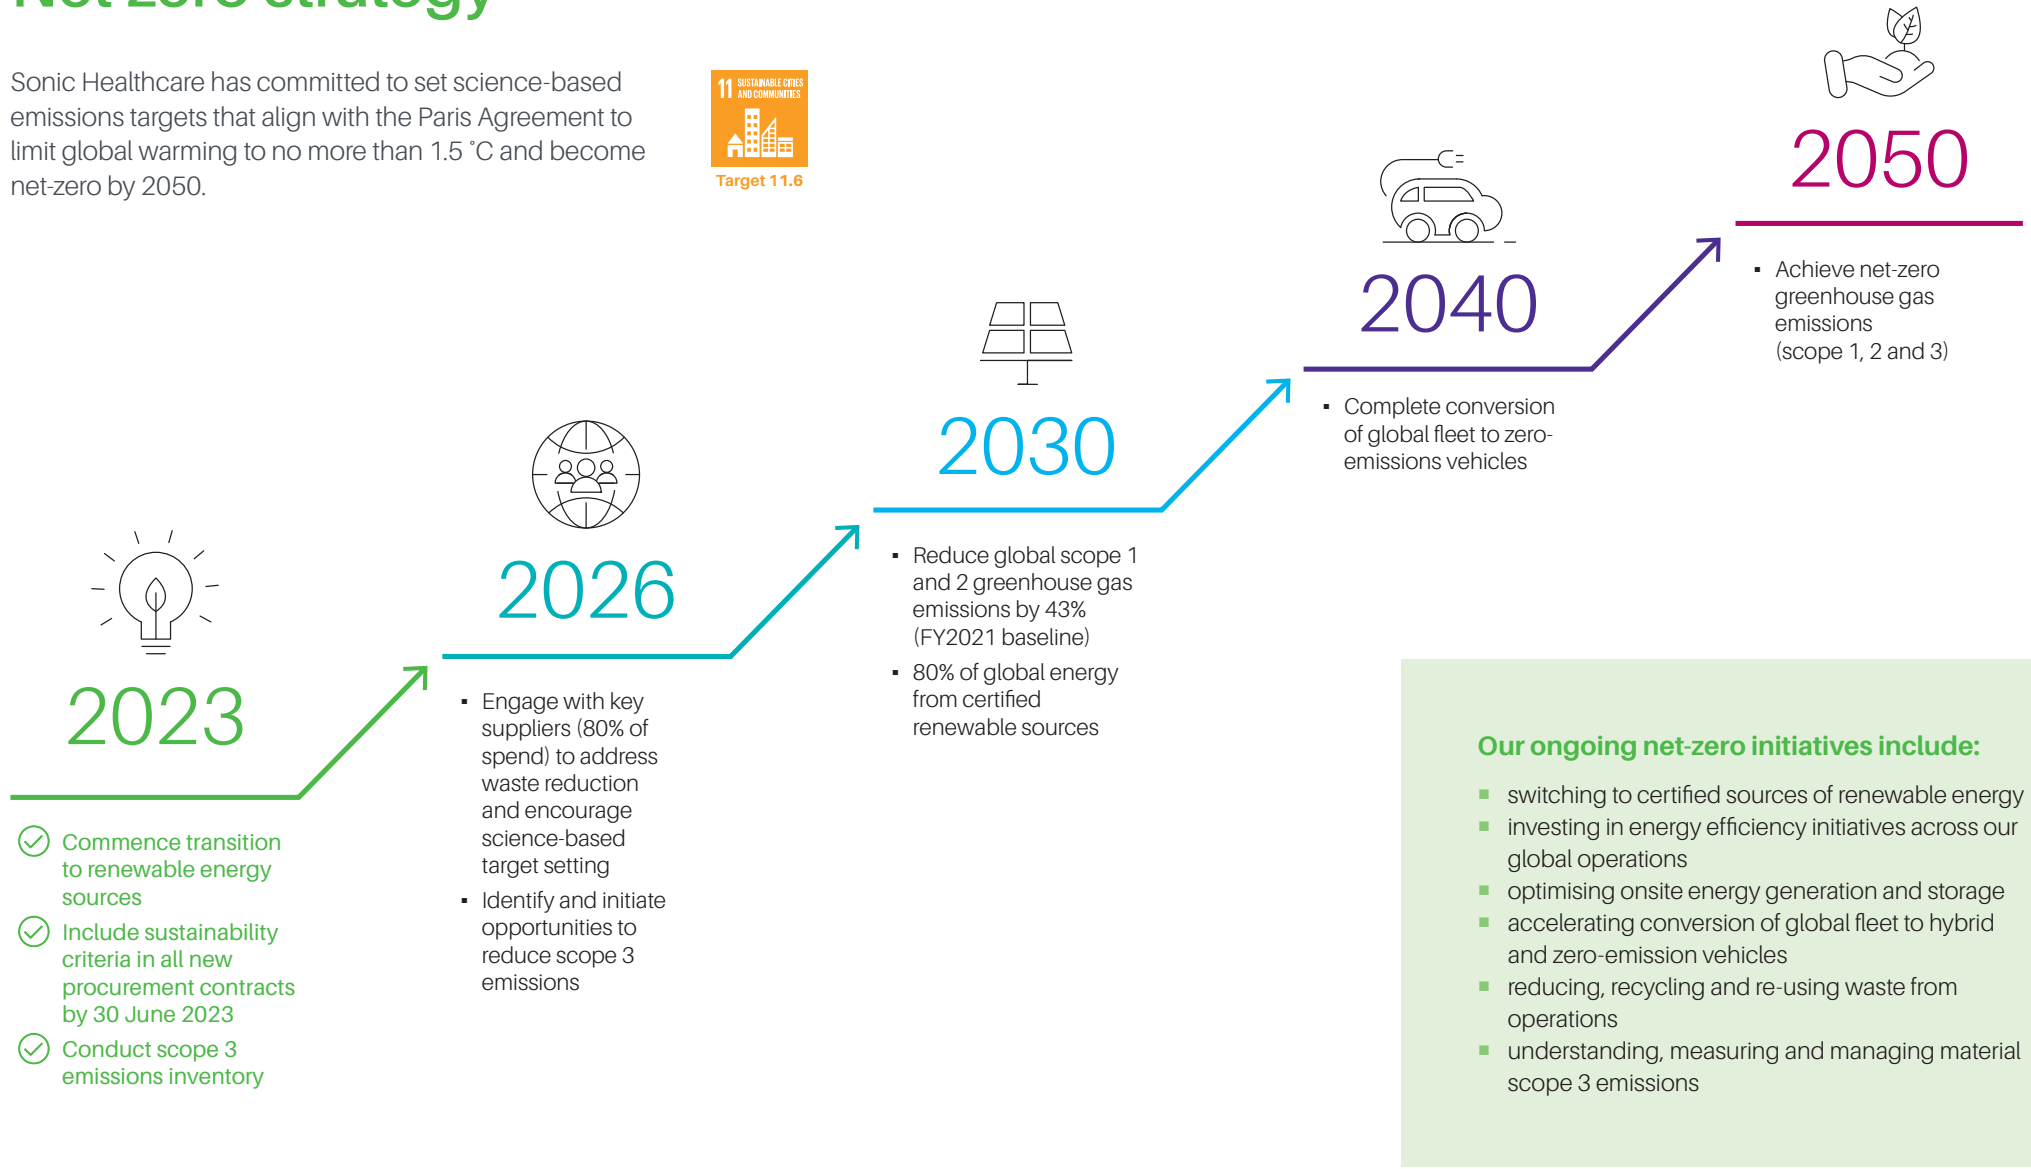 Net zero strategy
Sonic Healthcare has committed to set science-based
emissions targets that align with the Paris Agreement to
limit global warming to no more than 1.5 ˚C and become
net-zero by 2050.
11 SUSTAINABLE CITIES
AND COMMUNITIES
Target 11.6
2023
Commence transition
to renewable energy
sources
Include sustainability
criteria in all new
procurement contracts
by 30 June 2023
Conduct scope 3
emissions inventory
2026
▪ Engage with key
suppliers (80% of
spend) to address
waste reduction
and encourage
science-based
target setting
▪ Identify and initiate
opportunities to
reduce scope 3
emissions
2030
▪ Reduce global scope 1
and 2 greenhouse gas
emissions by 43%
(FY2021 baseline)
▪ 80% of global energy
from certified
renewable sources
2040
▪ Complete conversion
of global fleet to zero-
emissions vehicles
2050
▪ Achieve net-zero
greenhouse gas
emissions
(scope 1, 2 and 3)
Our ongoing net-zero initiatives include:
▪ switching to certified sources of renewable energy
▪ investing in energy efficiency initiatives across our
global operations
▪ optimising onsite energy generation and storage
▪ accelerating conversion of global fleet to hybrid
and zero-emission vehicles
▪ reducing, recycling and re-using waste from
operations
▪ understanding, measuring and managing material
scope 3 emissions